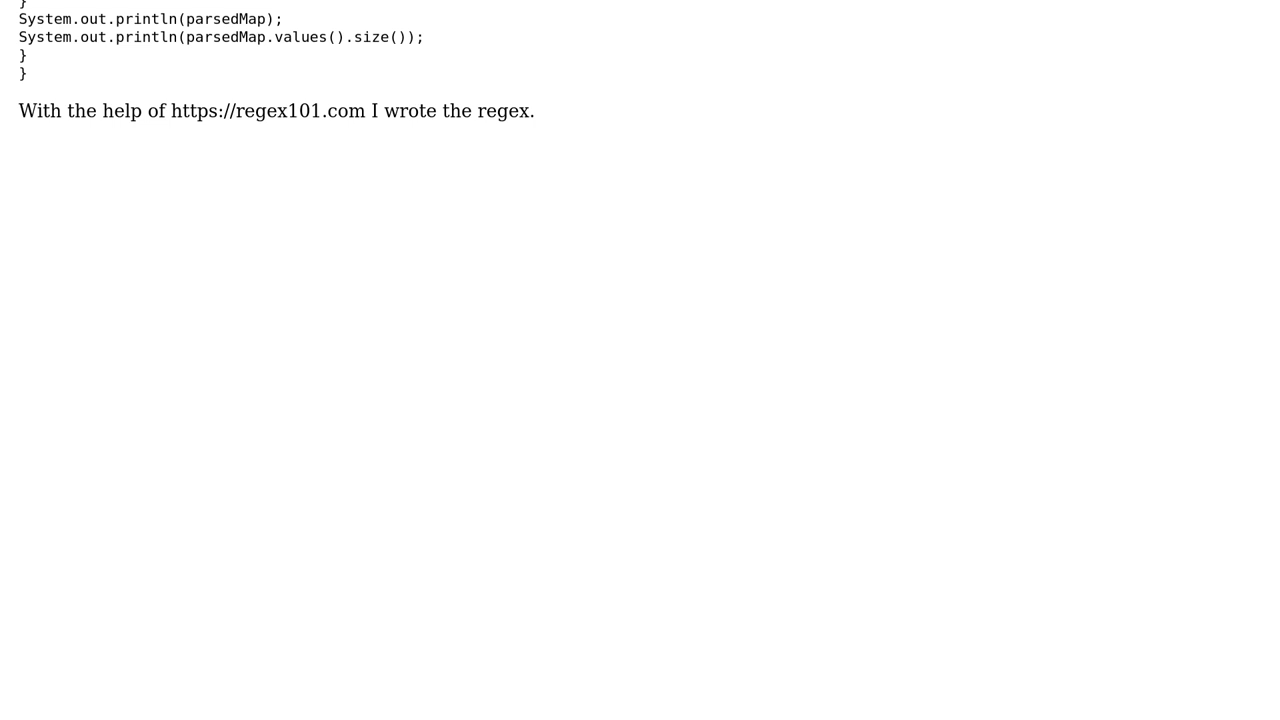 }
System.out.println(parsedMap);
System.out.println(parsedMap.values().size());
}
}
With the help of https://regex101.com I wrote the regex.